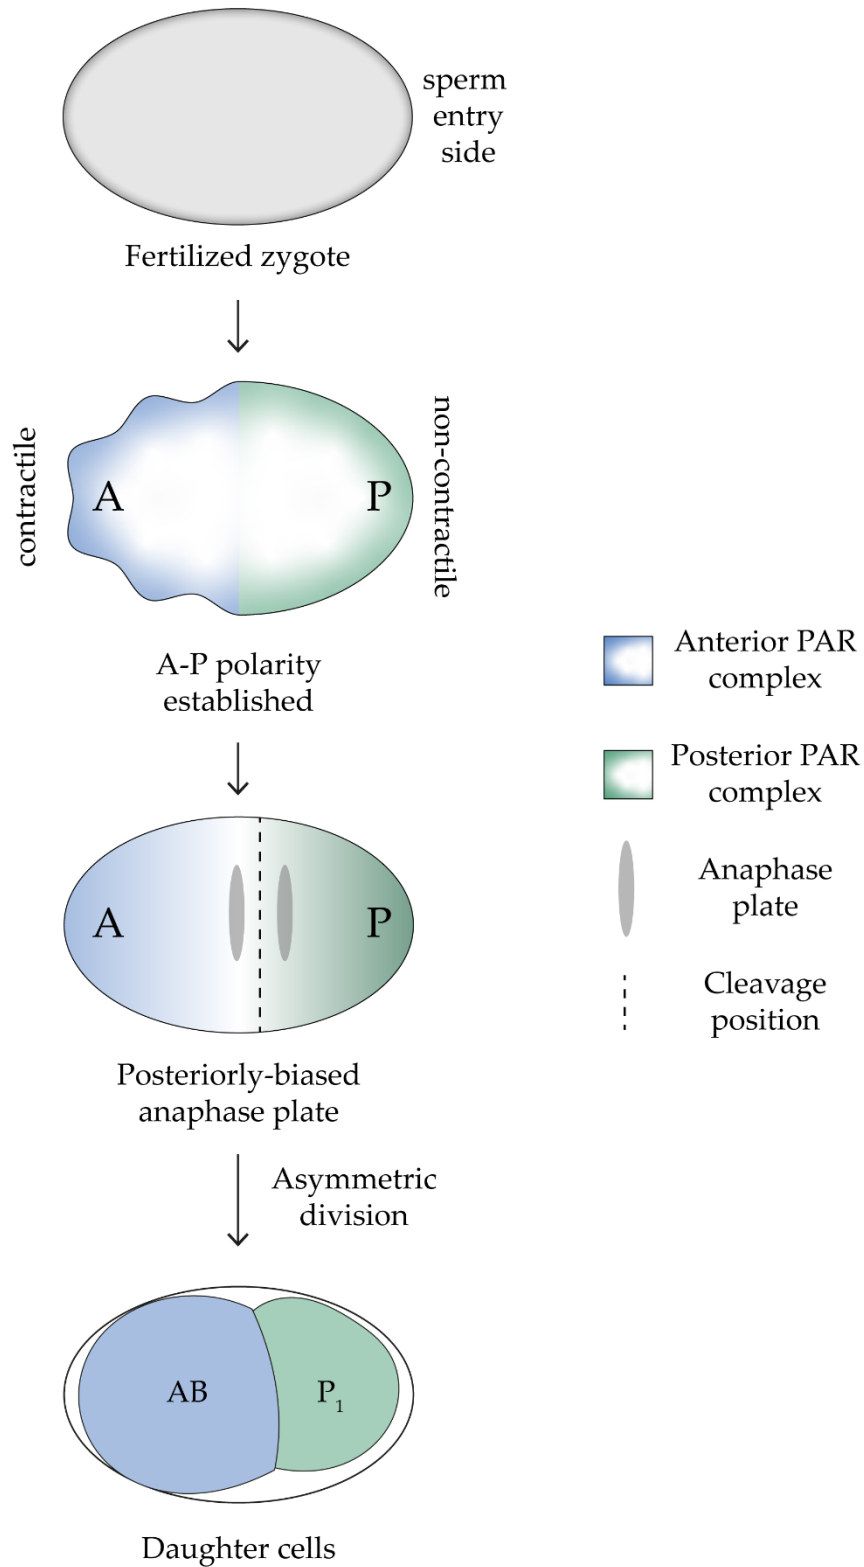 sperm
entry
side
Fertilized zygote
contractile
A
P
non-contractile
A-P polarity
established
Anterior PAR
complex
Posterior PAR
complex
A
P
Anaphase
plate
Cleavage
position
Posteriorly-biased
anaphase plate
Asymmetric
division
AB
P₁
Daughter cells